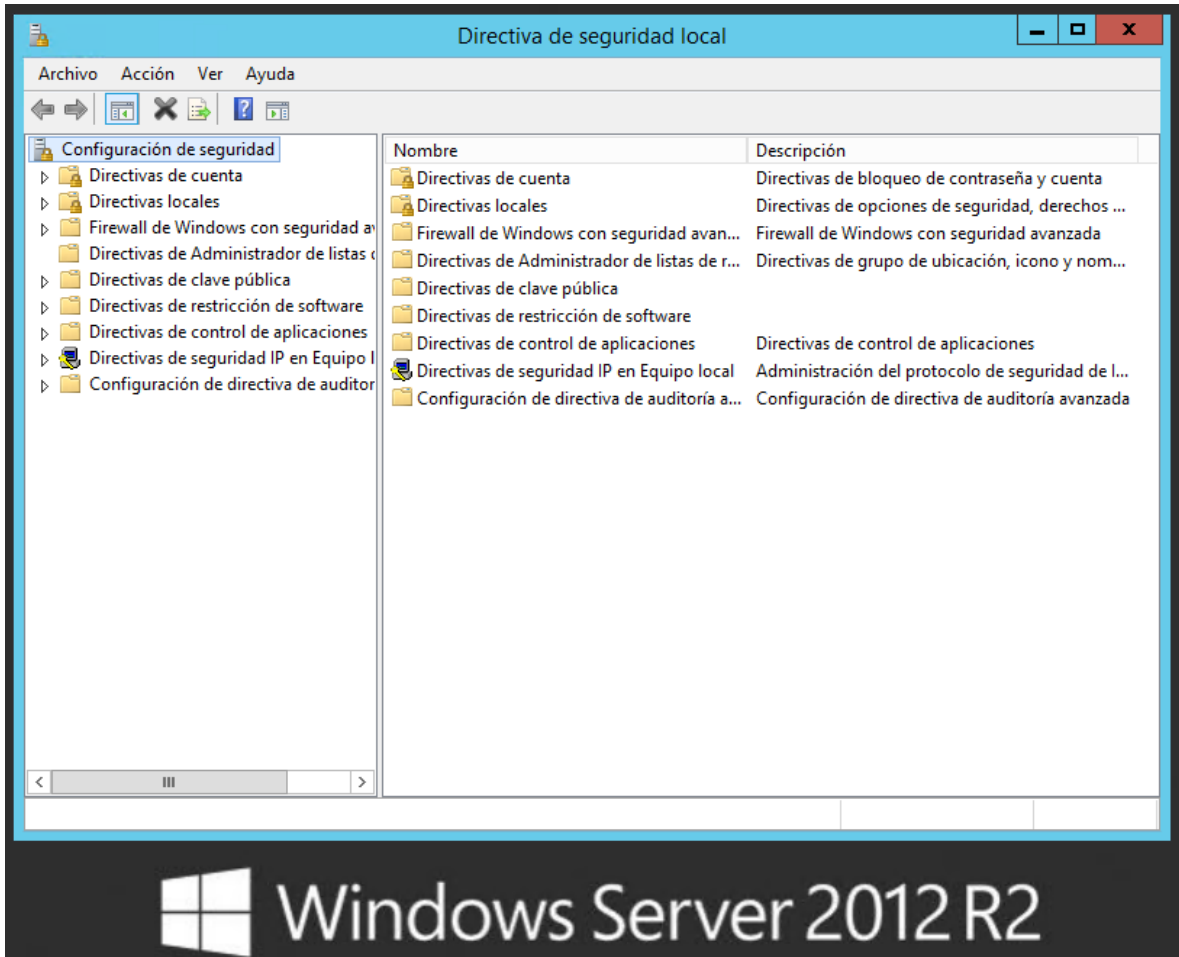 Directiva de seguridad local
Archivo Acción Ver Ayuda
Configuración de seguridad
Directivas de cuenta
Directivas locales
Firewall de Windows con seguridad
Directivas de Administrador de listas
Directivas de clave pública
Directivas de restricción de software
Directivas de control de aplicaciones
Directivas de seguridad IP en Equipo
Configuración de directiva de auditor
Nombre Descripción
Directivas de cuenta Directivas de bloqueo de contraseña y cuenta
Directivas locales Directivas de opciones de seguridad, derechos ...
Firewall de Windows con seguridad avan... Firewall de Windows con seguridad avanzada
Directivas de Administrador de listas de r... Directivas de grupo de ubicación, icono y nom...
Directivas de clave pública
Directivas de restricción de software
Directivas de control de aplicaciones Directivas de control de aplicaciones
Directivas de seguridad IP en Equipo local Administración del protocolo de seguridad de l...
Configuración de directiva de auditoría a... Configuración de directiva de auditoría avanzada
Windows Server 2012 R2